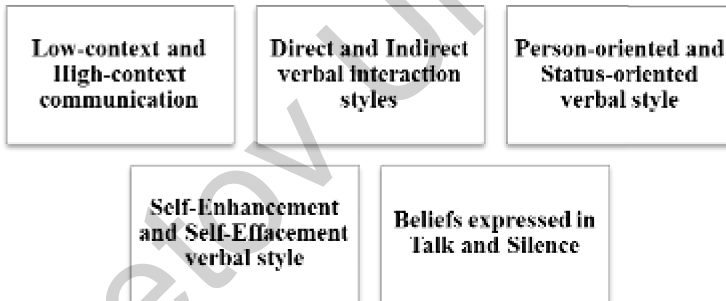 Low-context and
High-context
communication
Direct and Indirect
verbal interaction
styles
Person-oriented and
Status-oriented
verbal style
Self-Enhancement
and Self-Effacement
verbal style
Beliefs expressed in
Talk and Silence